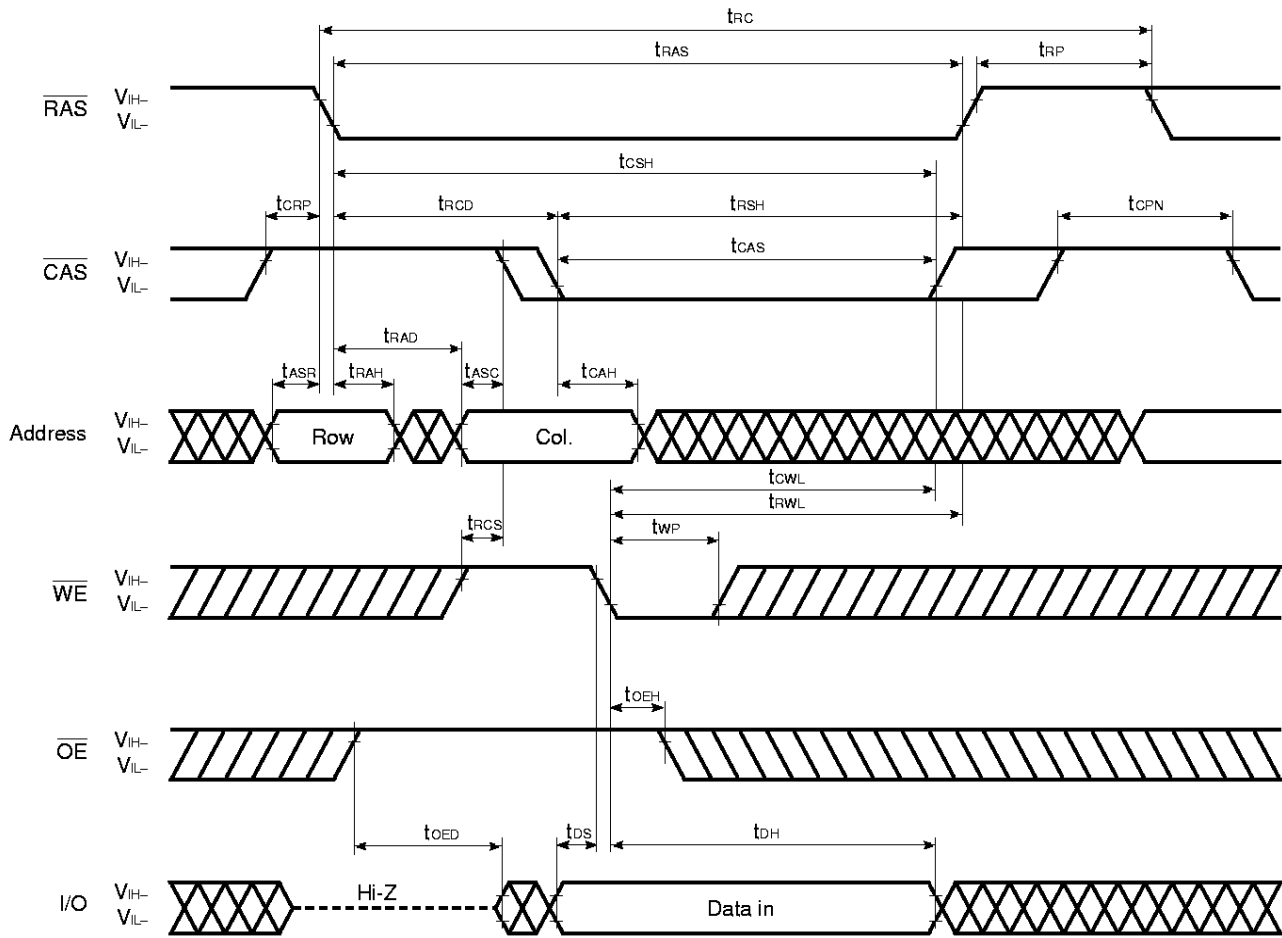 tRC
tRAS tRP
RAS VIH–
VIL–
tCSH
tCRP tRCD tRSH tCPN
tCAS
CAS VIH–
VIL–
tRAD
tASR tRAH tASC tCAH
Address VIH–
VIL–
Row Col.
tCWL
tRWL
tRCS tWP
WE VIH–
VIL–
tOEH
OE VIH–
VIL–
tOED tDS tDH
I/O VIH–
VIL–
Hi-Z Data in